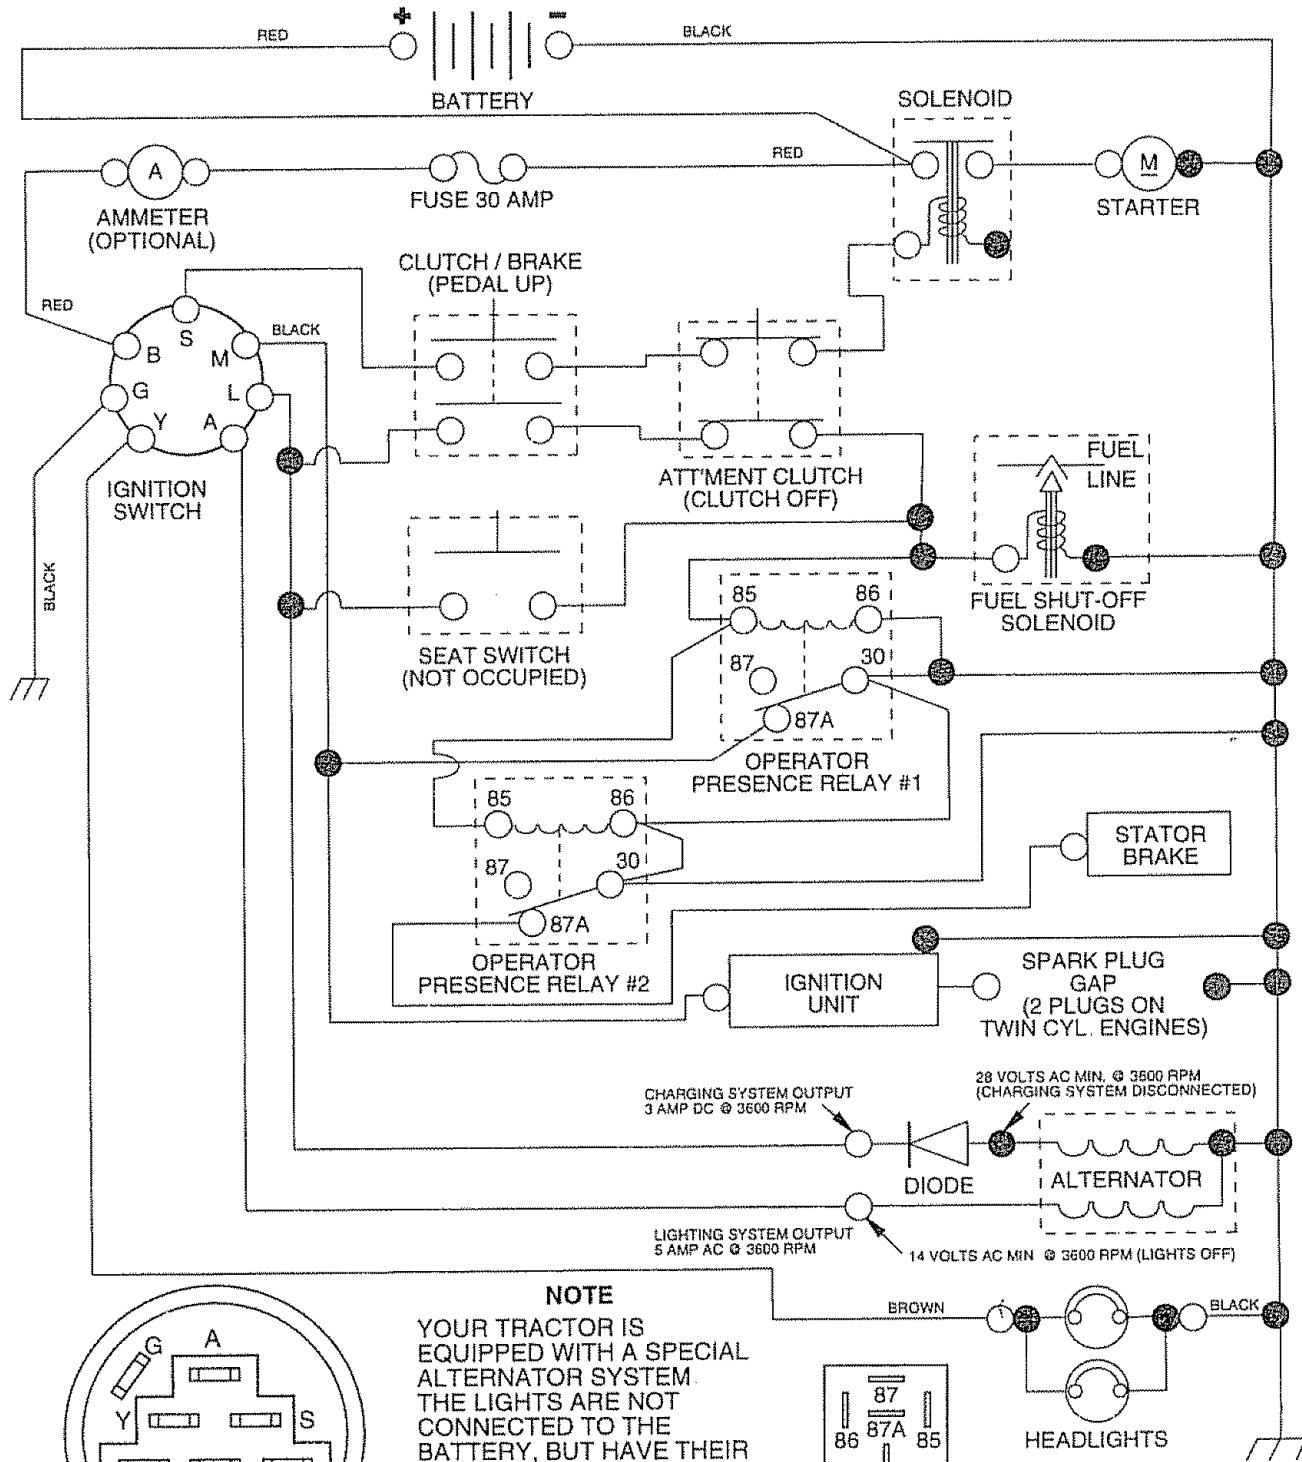 +
-
RED
BLACK
BATTERY
SOLENOID
A
RED
M
AMMETER
(OPTIONAL)
FUSE 30 AMP
STARTER
CLUTCH / BRAKE
(PEDAL UP)
RED
S
BLACK
B
M
G
L
Y
A
IGNITION
SWITCH
ATT'MENT CLUTCH
(CLUTCH OFF)
FUEL
LINE
BLACK
FUEL SHUT-OFF
SOLENOID
85
86
SEAT SWITCH
(NOT OCCUPIED)
87
30
87A
OPERATOR
PRESENCE RELAY #1
85
86
STATOR
BRAKE
87
30
87A
OPERATOR
PRESENCE RELAY #2
IGNITION
UNIT
SPARK PLUG
GAP
(2 PLUGS ON
TWIN CYL. ENGINES)
CHARGING SYSTEM OUTPUT
3 AMP DC @ 3600 RPM
28 VOLTS AC MIN. @ 3600 RPM
(CHARGING SYSTEM DISCONNECTED)
DIODE
ALTERNATOR
LIGHTING SYSTEM OUTPUT
5 AMP AC @ 3600 RPM
14 VOLTS AC MIN @ 3600 RPM (LIGHTS OFF)
BROWN
BLACK
HEADLIGHTS
G
A
Y
S
NOTE
YOUR TRACTOR IS
EQUIPPED WITH A SPECIAL
ALTERNATOR SYSTEM.
THE LIGHTS ARE NOT
CONNECTED TO THE
BATTERY, BUT HAVE THEIR
87
87A
86
85